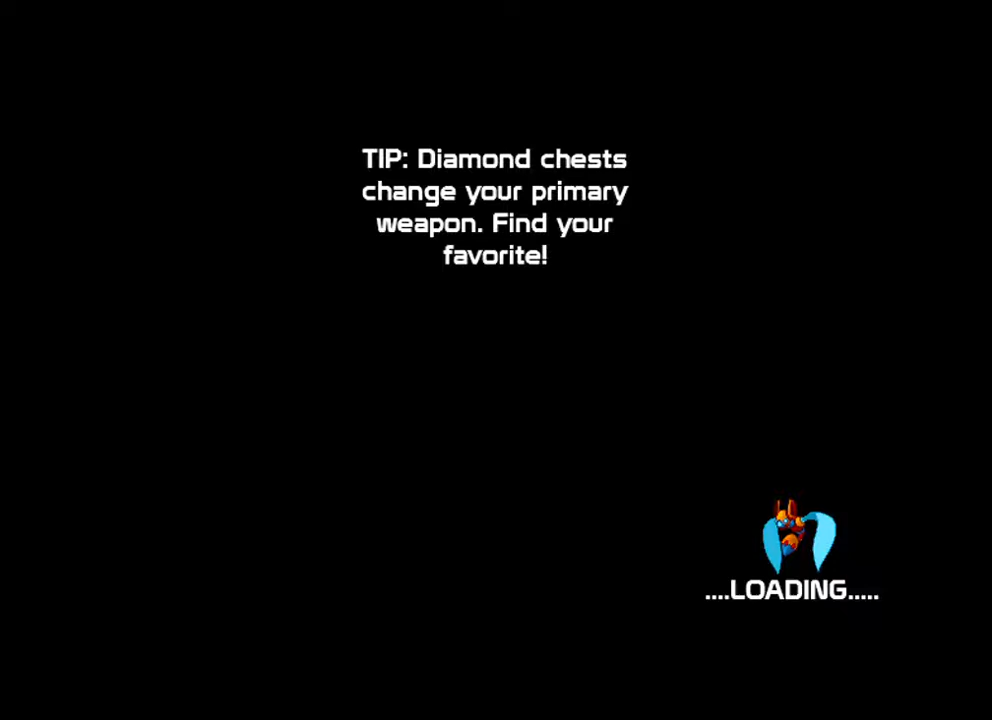 TIP: Diamond chests
change your primary
weapon. Find your
favorite!
....LOADING.....